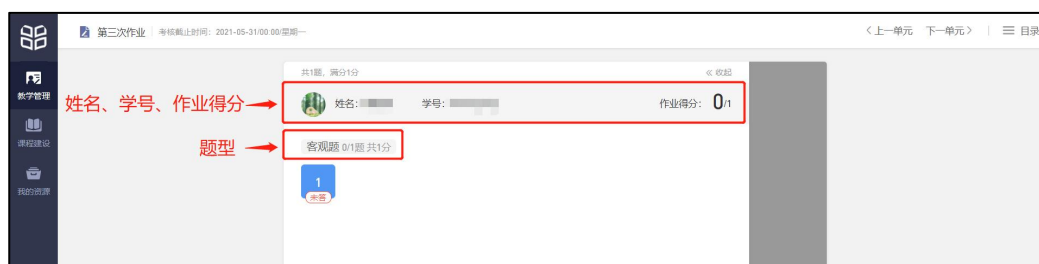 第三次作业 考核截止时间：2021-05-31/00:00/星期一
〈上一单元 下一单元〉 目录
教学管理
课程建设
我的资源
共1题，满分1分
« 收起
姓名、学号、作业得分
姓名：
学号：
作业得分： 0/1
题型
客观题 0/1题 共1分
1
未答